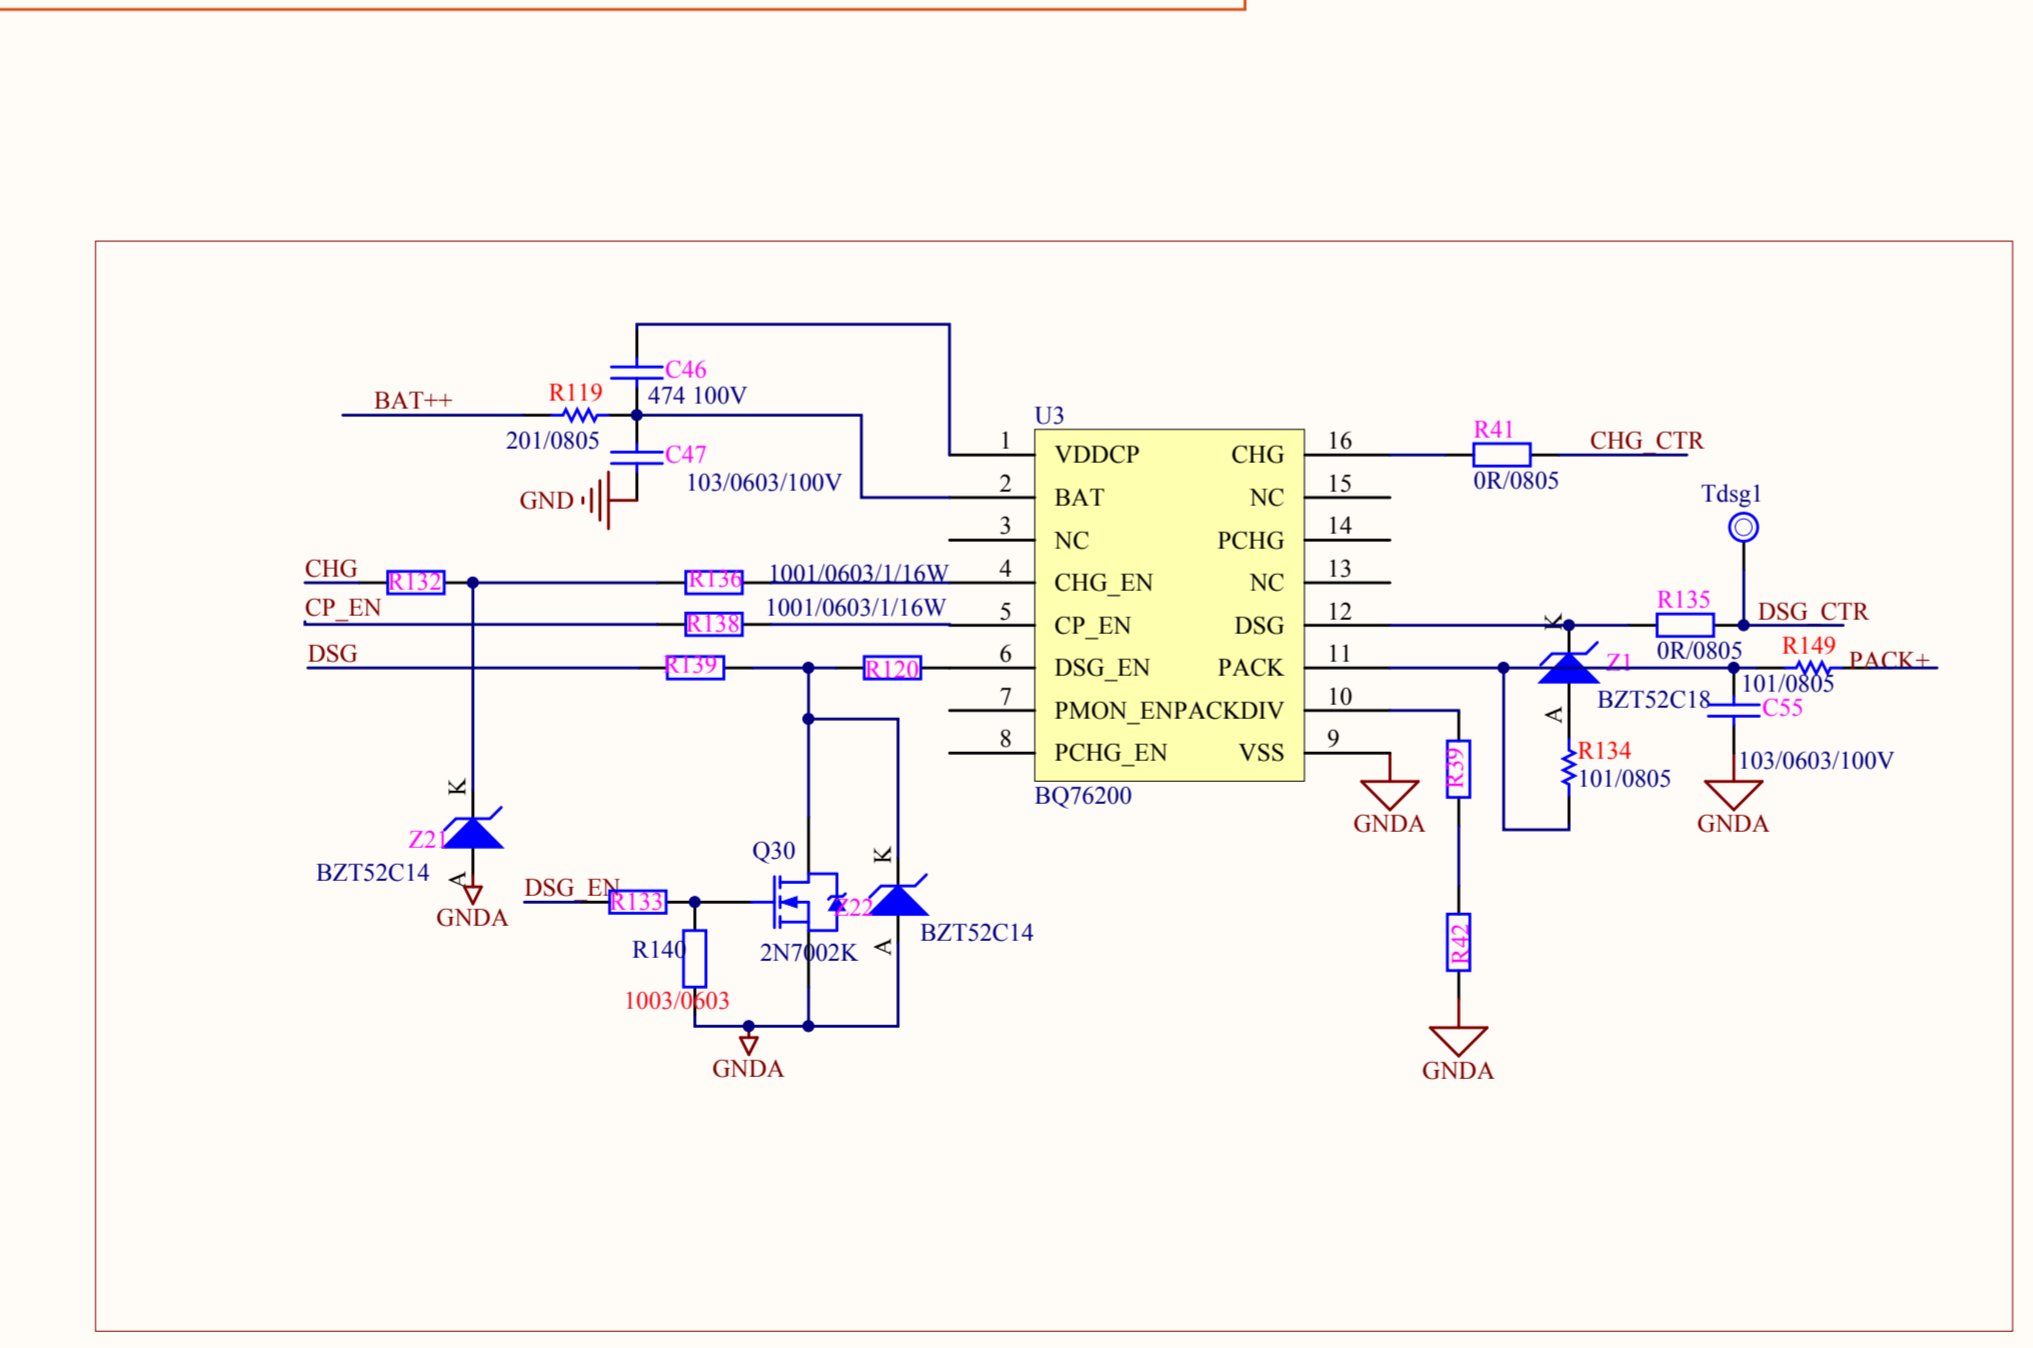 C46
474 100V
BAT++
R119
201/0805
C47
103/0603/100V
GND
U3
1
VDDCP
CHG
16
2
BAT
NC
15
3
NC
PCHG
14
4
CHG_EN
NC
13
5
CP_EN
DSG
12
6
DSG_EN
PACK
11
7
PMON_EN
PACKDIV
10
8
PCHG_EN
VSS
9
BQ76200
R41
CHG_CTR
0R/0805
Tdsg1
CHG
R132
R136
1001/0603/1/16W
CP_EN
R138
1001/0603/1/16W
DSG
R139
R120
K
R135
DSG_CTR
0R/0805
R149
PACK+
101/0805
Z1
BZT52C18
C55
103/0603/100V
A
R134
101/0805
GNDA
GNDA
R39
R42
GNDA
K
Z21
BZT52C14
A
GNDA
DSG_EN
R133
Q30
K
Z22
BZT52C14
A
R140
2N7002K
1003/0603
GNDA